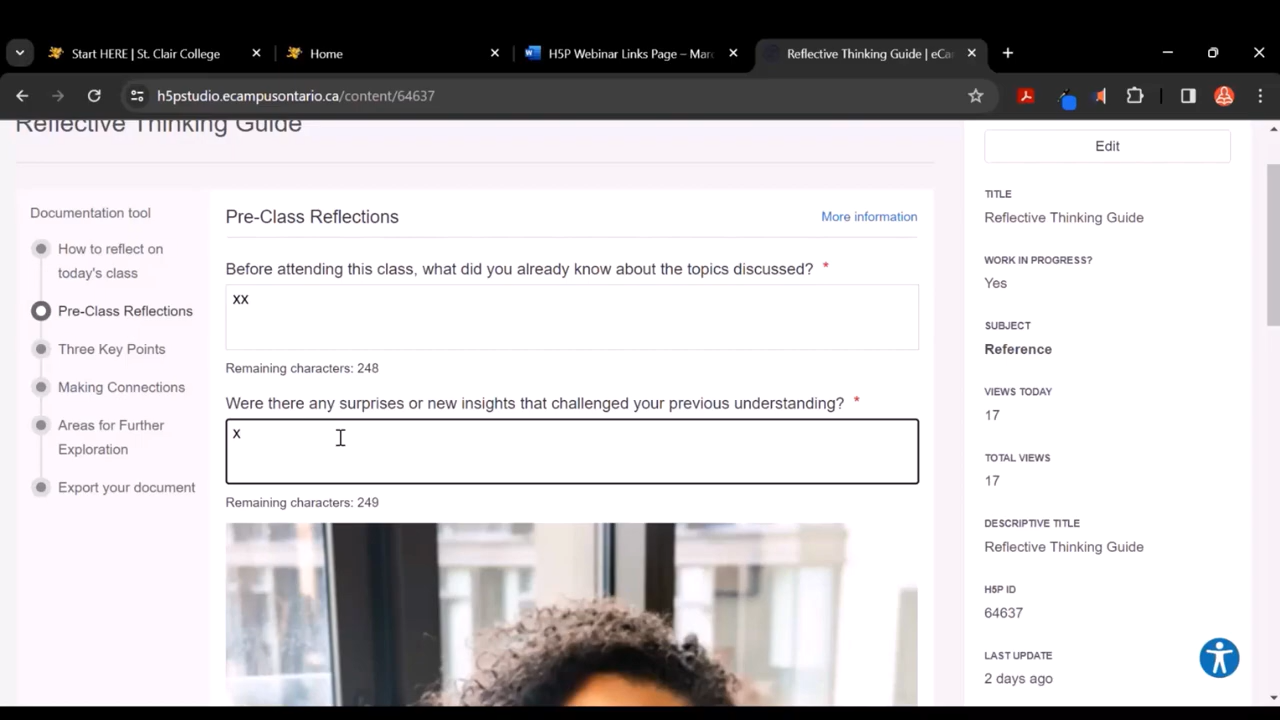 Start HERE | St. Clair College
Home
H5P Webinar Links Page – Marc
Reflective Thinking Guide | eCa
h5pstudio.ecampusontario.ca/content/64637
Reflective Thinking Guide
Documentation tool
How to reflect on
today's class
Pre-Class Reflections
Three Key Points
Making Connections
Areas for Further
Exploration
Export your document
Pre-Class Reflections
More information
Before attending this class, what did you already know about the topics discussed? *
xx
Remaining characters: 248
Were there any surprises or new insights that challenged your previous understanding? *
x
Remaining characters: 249
Edit
TITLE
Reflective Thinking Guide
WORK IN PROGRESS?
Yes
SUBJECT
Reference
VIEWS TODAY
17
TOTAL VIEWS
17
DESCRIPTIVE TITLE
Reflective Thinking Guide
H5P ID
64637
LAST UPDATE
2 days ago